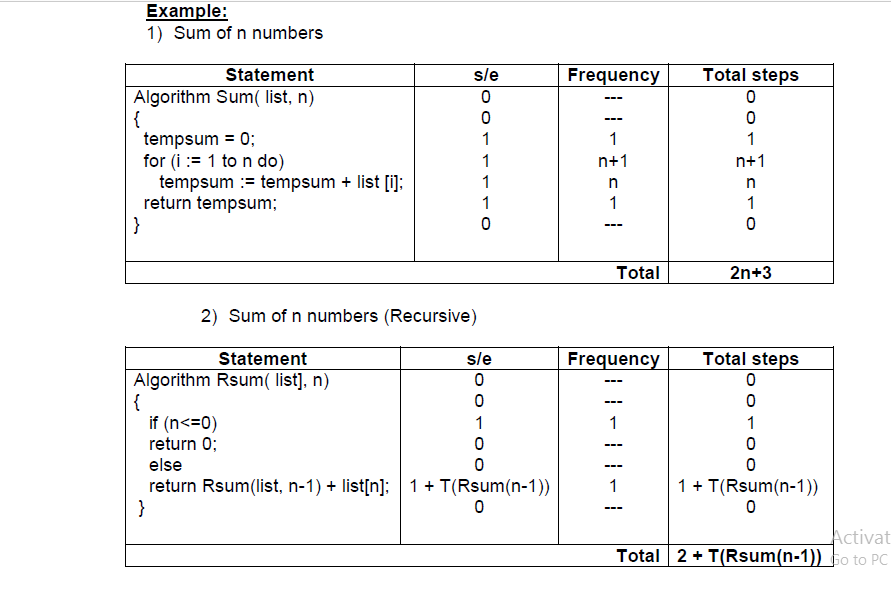 Example:
1) Sum of n numbers
Statement s/e Frequency Total steps
Algorithm Sum( list, n) 0 --- 0
{ 0 --- 0
tempsum = 0; 1 1 1
for (i := 1 to n do) 1 n+1 n+1
tempsum := tempsum + list [i]; 1 n n
return tempsum; 1 1 1
} 0 --- 0
Total 2n+3
2) Sum of n numbers (Recursive)
Statement s/e Frequency Total steps
Algorithm Rsum( list], n) 0 --- 0
{ 0 --- 0
if (n<=0) 1 1 1
return 0; 0 --- 0
else 0 --- 0
return Rsum(list, n-1) + list[n]; 1 + T(Rsum(n-1)) 1 1 + T(Rsum(n-1))
} 0 --- 0
Total 2 + T(Rsum(n-1))
Activat
Go to PC